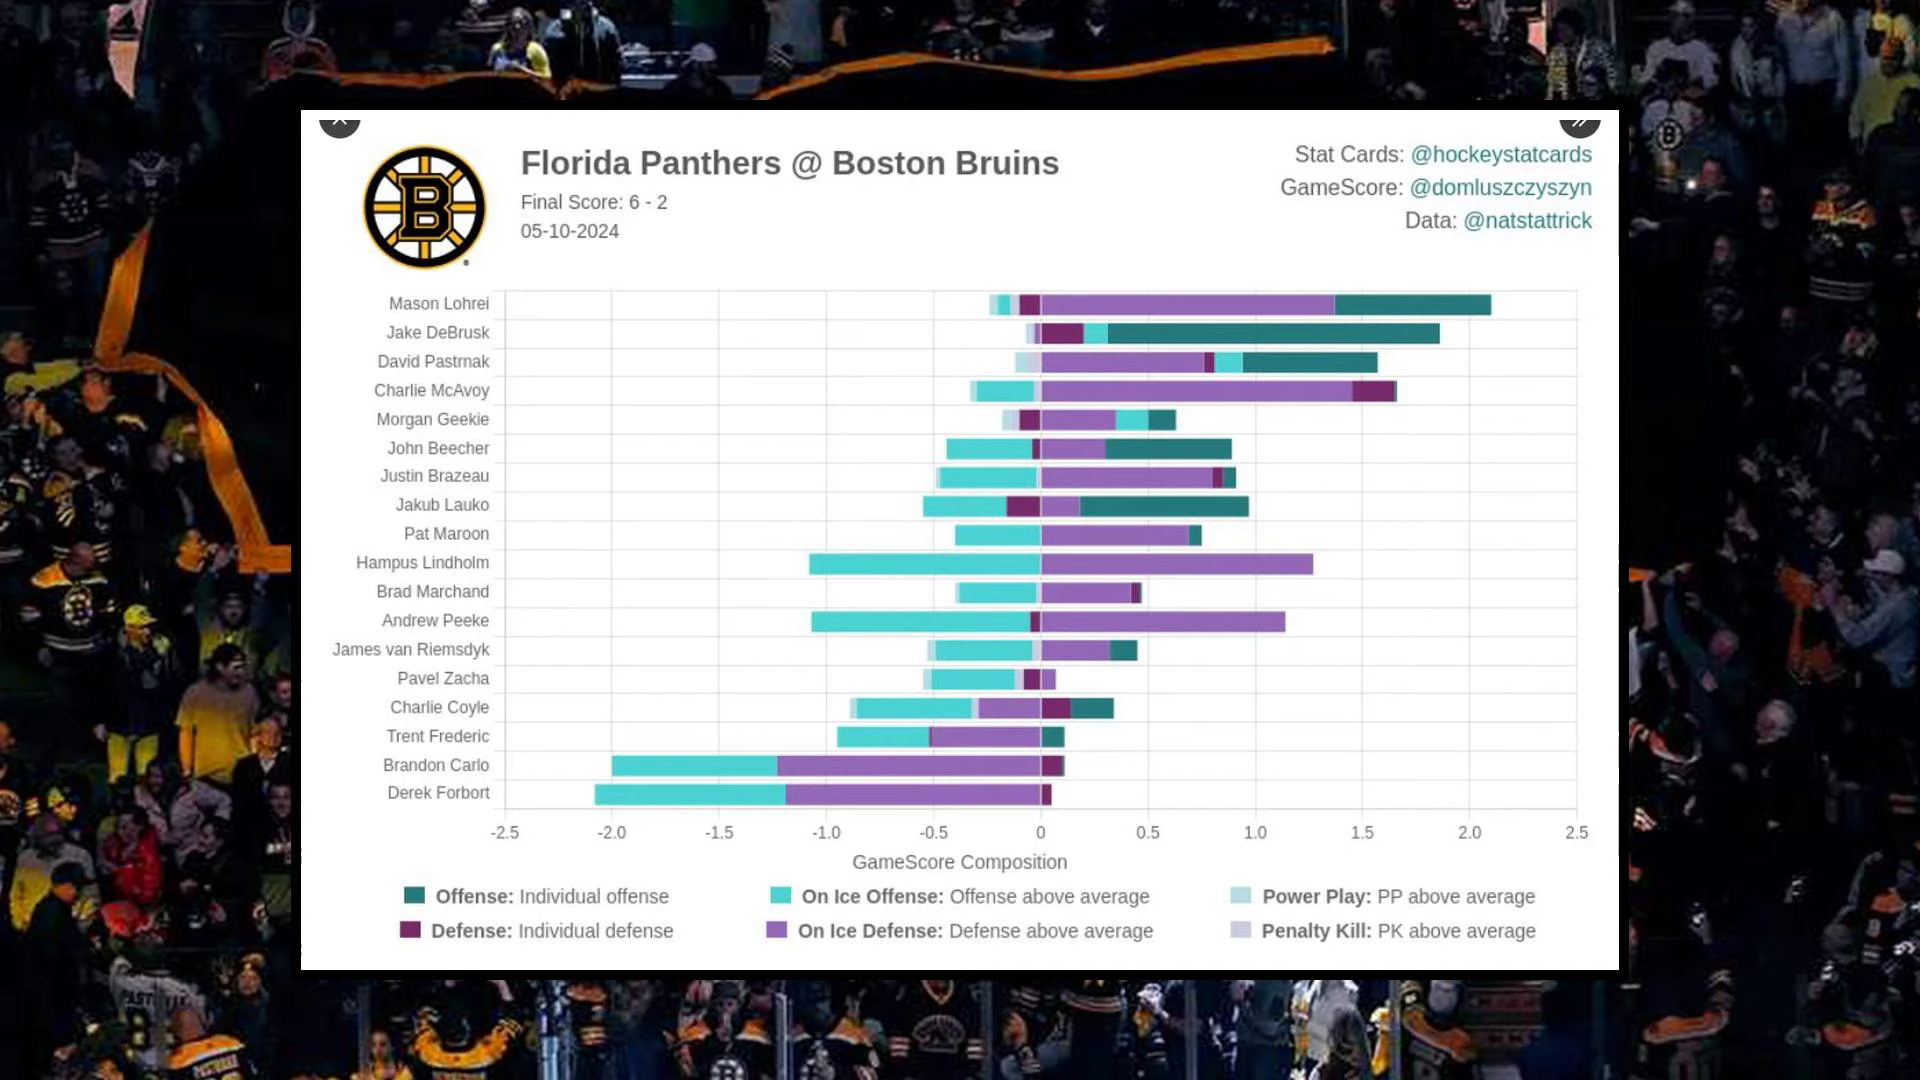 Florida Panthers @ Boston Bruins
Final Score: 6 - 2
05-10-2024
Stat Cards: @hockeystatcards
GameScore: @domluszczyszyn
Data: @natstattrick
B
Mason Lohrei
Jake DeBrusk
David Pastrnak
Charlie McAvoy
Morgan Geekie
John Beecher
Justin Brazeau
Jakub Lauko
Pat Maroon
Hampus Lindholm
Brad Marchand
Andrew Peeke
James van Riemsdyk
Pavel Zacha
Charlie Coyle
Trent Frederic
Brandon Carlo
Derek Forbort
-2.5 -2.0 -1.5 -1.0 -0.5 0 0.5 1.0 1.5 2.0 2.5
GameScore Composition
Offense: Individual offense On Ice Offense: Offense above average Power Play: PP above average
Defense: Individual defense On Ice Defense: Defense above average Penalty Kill: PK above average